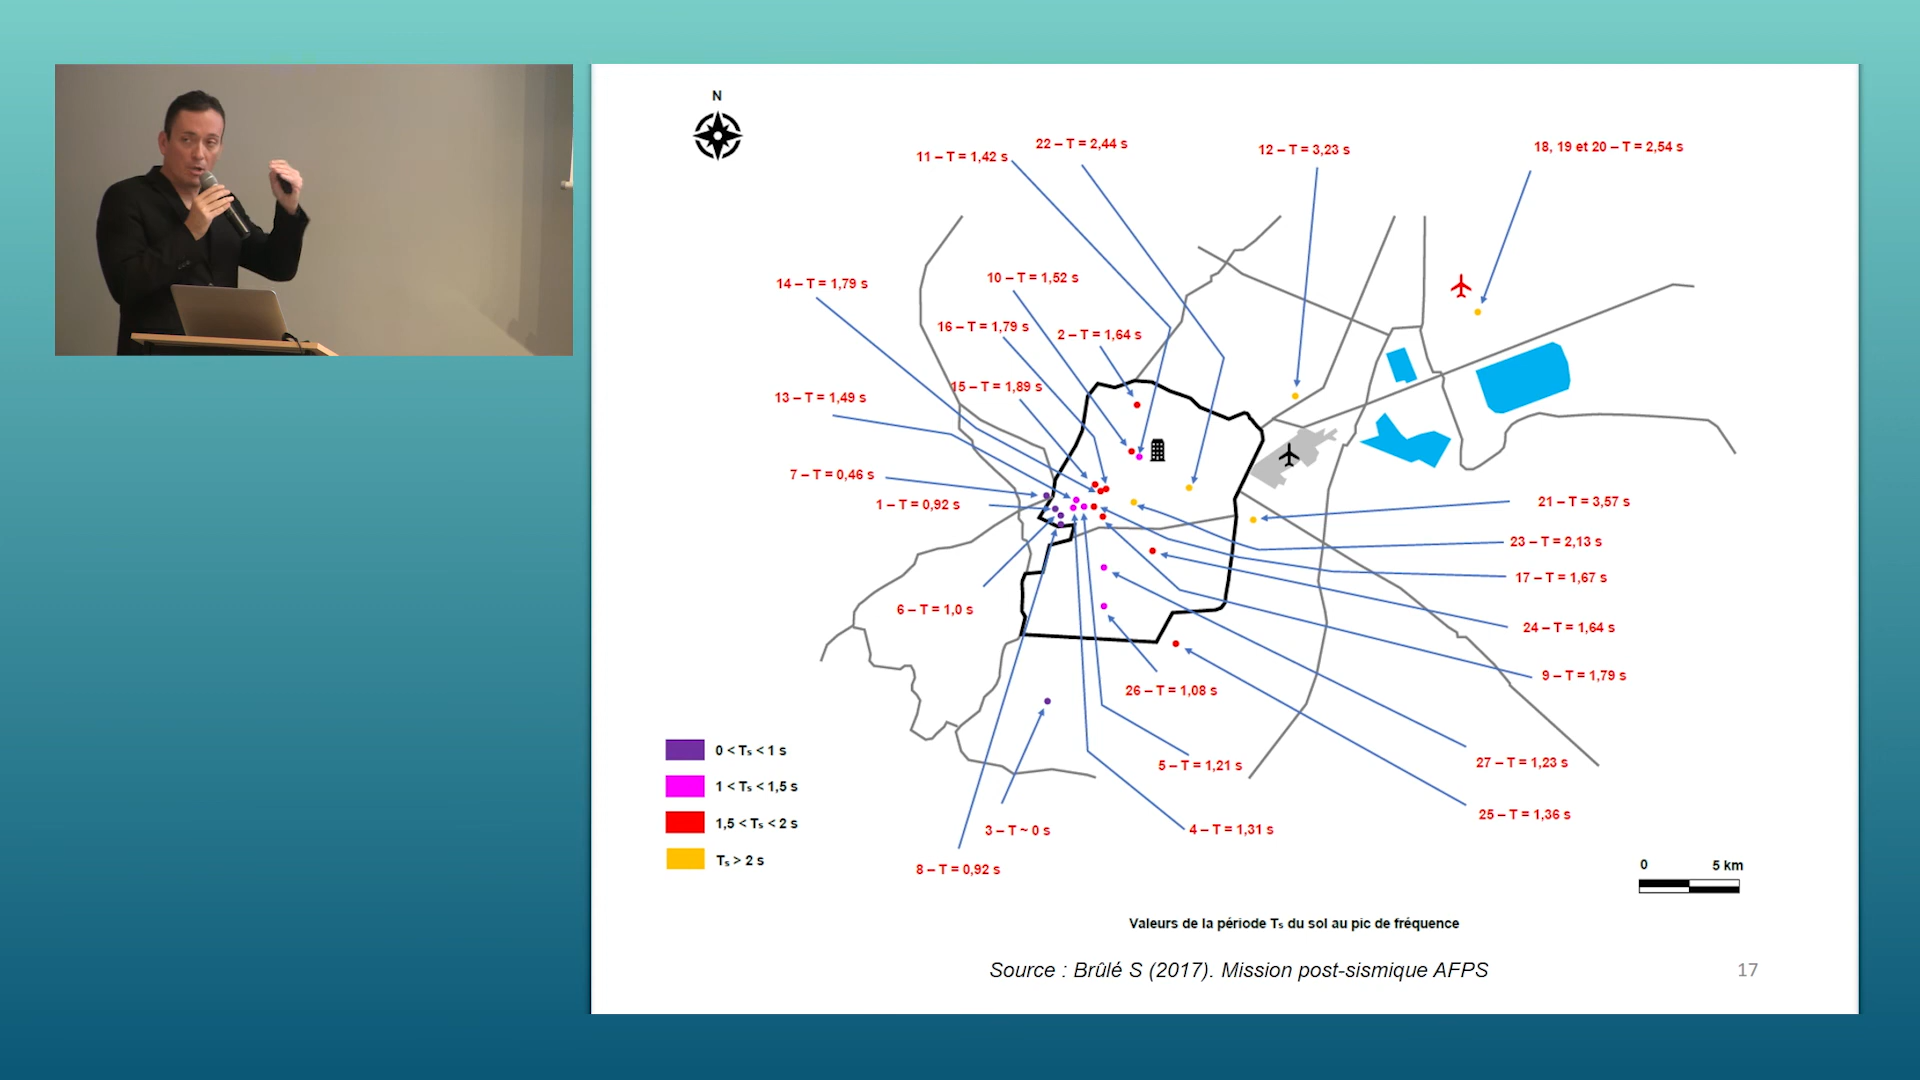 N
22 – T = 2,44 s
18, 19 et 20 – T = 2,54 s
12 – T = 3,23 s
11 – T = 1,42 s
10 – T = 1,52 s
14 – T = 1,79 s
16 – T = 1,79 s
2 – T = 1,64 s
15 – T = 1,89 s
13 – T = 1,49 s
7 – T = 0,46 s
21 – T = 3,57 s
1 – T = 0,92 s
23 – T = 2,13 s
17 – T = 1,67 s
6 – T = 1,0 s
24 – T = 1,64 s
9 – T = 1,79 s
26 – T = 1,08 s
0 < Tₛ < 1 s
5 – T = 1,21 s
27 – T = 1,23 s
1 < Tₛ < 1,5 s
25 – T = 1,36 s
1,5 < Tₛ < 2 s
3 – T ~ 0 s
4 – T = 1,31 s
Tₛ > 2 s
8 – T = 0,92 s
0 5 km
Valeurs de la période Tₛ du sol au pic de fréquence
Source : Brûlé S (2017). Mission post-sismique AFPS
17